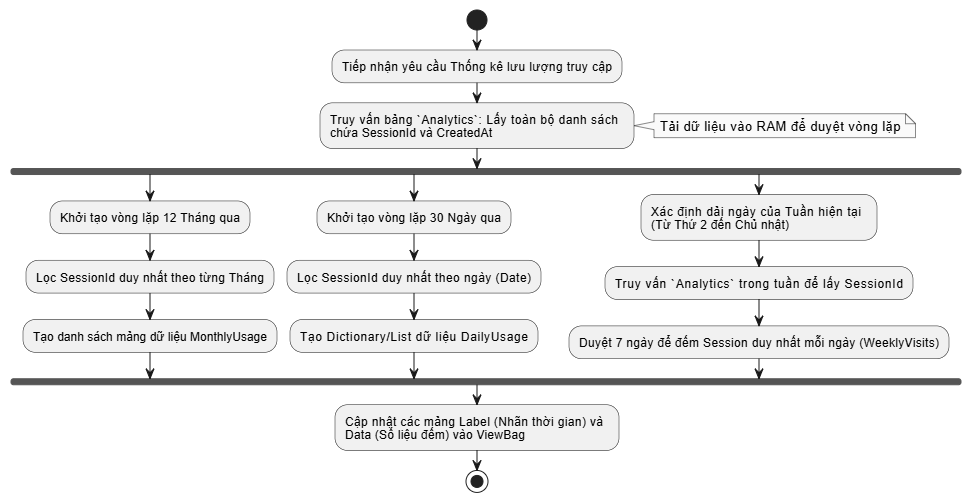 Tiếp nhận yêu cầu Thống kê lưu lượng truy cập
Truy vấn bảng `Analytics`: Lấy toàn bộ danh sách
chứa SessionId và CreatedAt
Tải dữ liệu vào RAM để duyệt vòng lặp
Khởi tạo vòng lặp 12 Tháng qua
Lọc SessionId duy nhất theo từng Tháng
Tạo danh sách mảng dữ liệu MonthlyUsage
Khởi tạo vòng lặp 30 Ngày qua
Lọc SessionId duy nhất theo ngày (Date)
Tạo Dictionary/List dữ liệu DailyUsage
Xác định dải ngày của Tuần hiện tại
(Từ Thứ 2 đến Chủ nhật)
Truy vấn `Analytics` trong tuần để lấy SessionId
Duyệt 7 ngày để đếm Session duy nhất mỗi ngày (WeeklyVisits)
Cập nhật các mảng Label (Nhãn thời gian) và
Data (Số liệu đếm) vào ViewBag